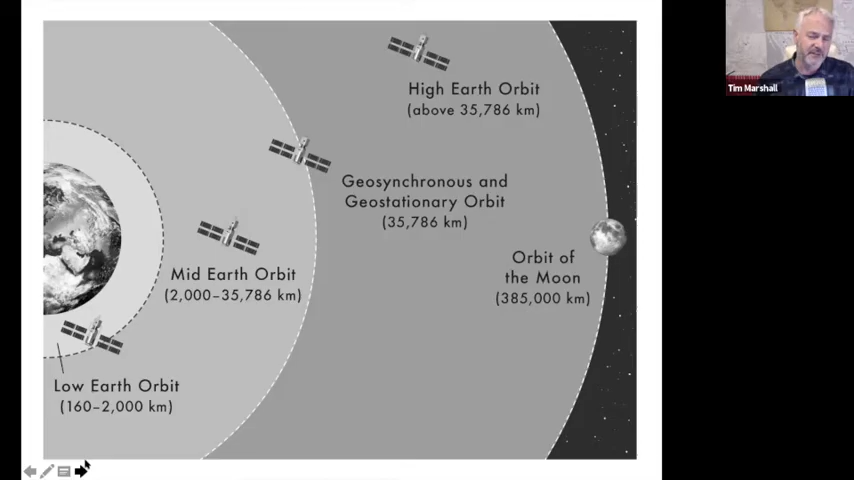 High Earth Orbit
(above 35,786 km)
Geosynchronous and
Geostationary Orbit
(35,786 km)
Mid Earth Orbit
(2,000–35,786 km)
Orbit of
the Moon
(385,000 km)
Low Earth Orbit
(160–2,000 km)
Tim Marshall